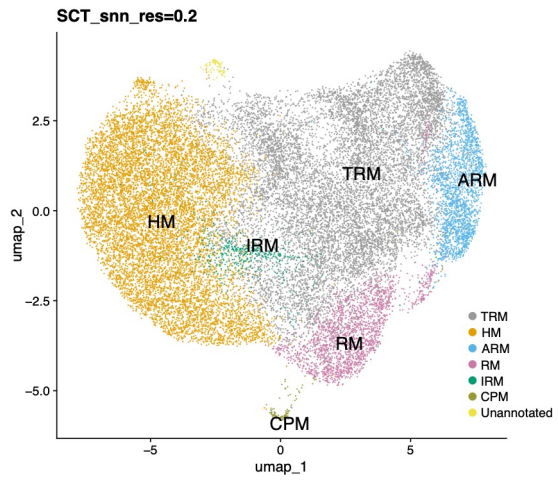 SCT_snn_res=0.2
umap_2
2.5
0.0
−2.5
−5.0
TRM
ARM
HM
IRM
RM
CPM
TRM
HM
ARM
RM
IRM
CPM
Unannotated
−5
0
5
umap_1